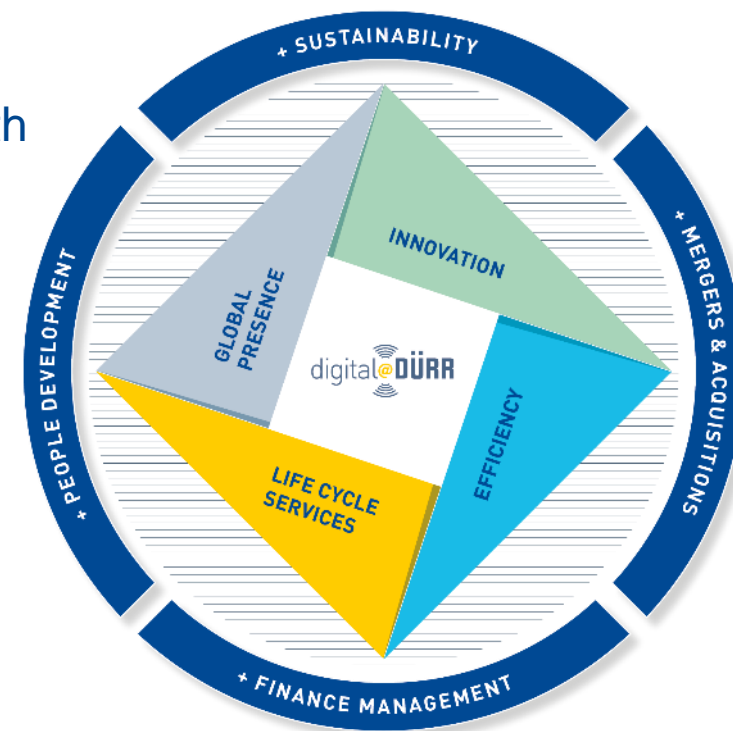 + SUSTAINABILITY
+ MERGERS & ACQUISITIONS
+ PEOPLE DEVELOPMENT
+ FINANCE MANAGEMENT
INNOVATION
GLOBAL
PRESENCE
digital@DÜRR
EFFICIENCY
LIFE CYCLE
SERVICES